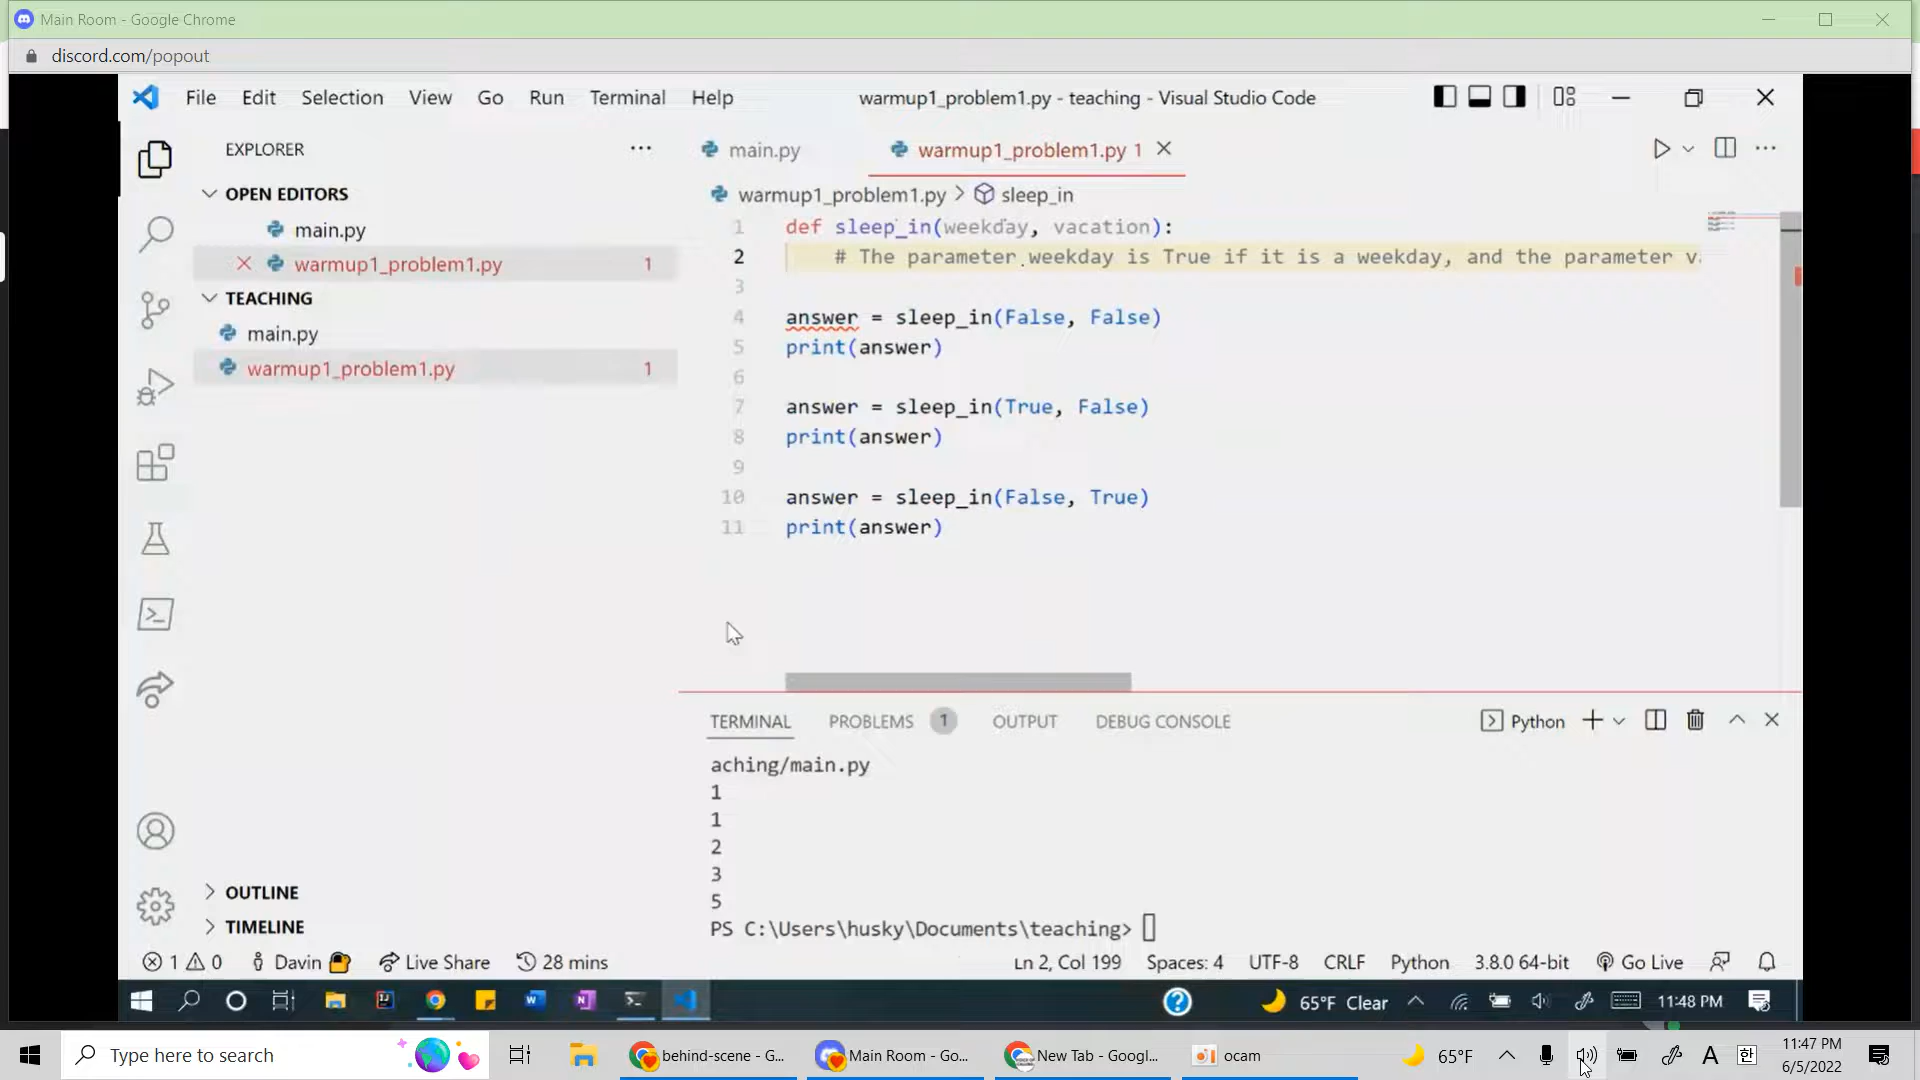 Main Room - Google Chrome
discord.com/popout
File Edit Selection View Go Run Terminal Help
warmup1_problem1.py - teaching - Visual Studio Code
EXPLORER
OPEN EDITORS
main.py
warmup1_problem1.py 1
TEACHING
main.py
warmup1_problem1.py 1
OUTLINE
TIMELINE
main.py
warmup1_problem1.py 1
warmup1_problem1.py > sleep_in
1 def sleep_in(weekday, vacation):
2 # The parameter weekday is True if it is a weekday, and the parameter v
3
4 answer = sleep_in(False, False)
5 print(answer)
6
7 answer = sleep_in(True, False)
8 print(answer)
9
10 answer = sleep_in(False, True)
11 print(answer)
TERMINAL PROBLEMS 1 OUTPUT DEBUG CONSOLE
Python
aching/main.py
1
1
2
3
5
PS C:\Users\husky\Documents\teaching>
1 0 Davin Live Share 28 mins
Ln 2, Col 199 Spaces: 4 UTF-8 CRLF Python 3.8.0 64-bit Go Live
65°F Clear 11:48 PM
Type here to search
behind-scene - G...
Main Room - Go...
New Tab - Googl...
ocam
65°F
A
한
11:47 PM
6/5/2022